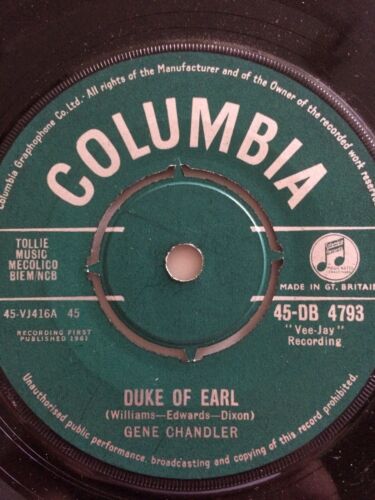 Columbia Graphophone Co. Ltd.· All rights of the Manufacturer and of the Owner of the recorded work reserved.
COLUMBIA
TOLLIE
MUSIC
MECOLICO
BIEM/NCB
MADE IN GT. BRITAIN
45-VJ416A 45
RECORDING FIRST
PUBLISHED 1961
45-DB 4793
"Vee-Jay"
Recording
DUKE OF EARL
(Williams—Edwards—Dixon)
GENE CHANDLER
Unauthorised public performance, broadcasting and copying of this record prohibited.